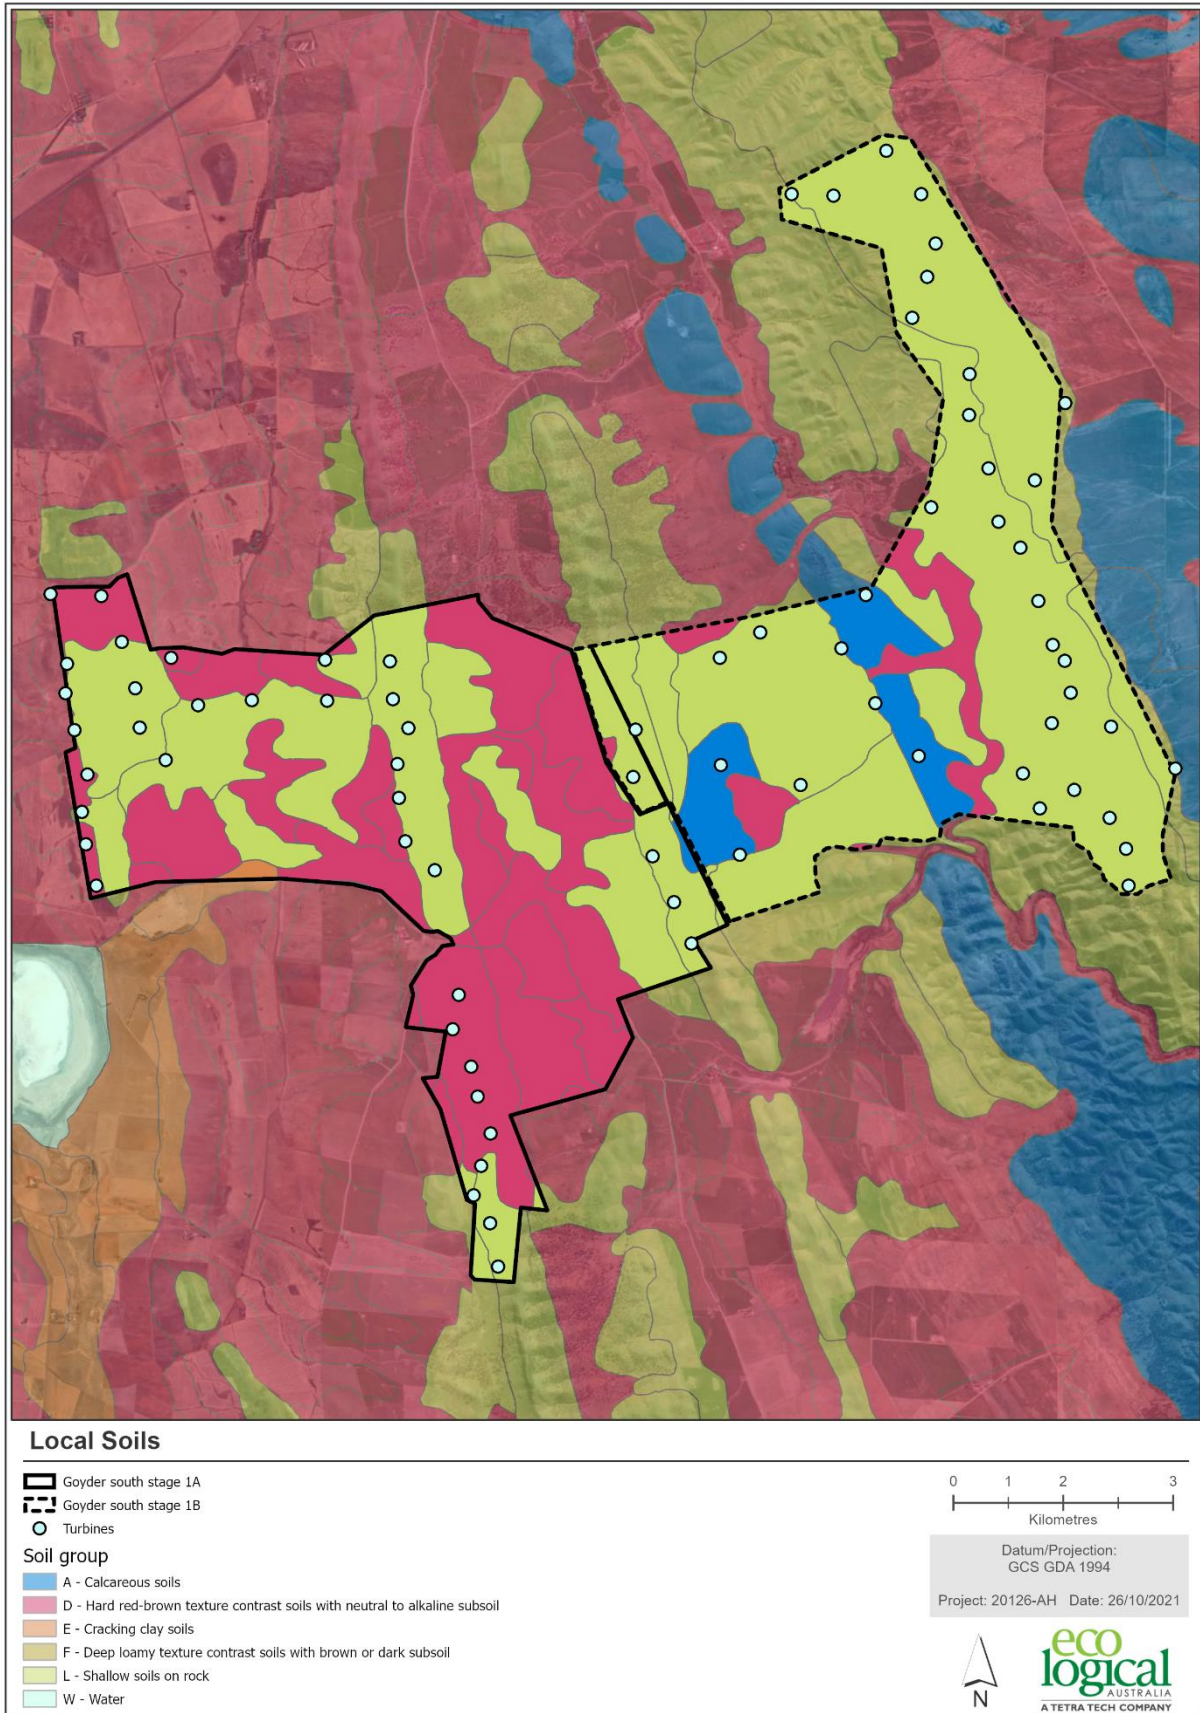 Local Soils
Goyder south stage 1A
Goyder south stage 1B
Turbines
Soil group
A - Calcareous soils
D - Hard red-brown texture contrast soils with neutral to alkaline subsoil
E - Cracking clay soils
F - Deep loamy texture contrast soils with brown or dark subsoil
L - Shallow soils on rock
W - Water
0 1 2 3
Kilometres
Datum/Projection:
GCS GDA 1994
Project: 20126-AH Date: 26/10/2021
N
eco
logical
AUSTRALIA
A TETRA TECH COMPANY